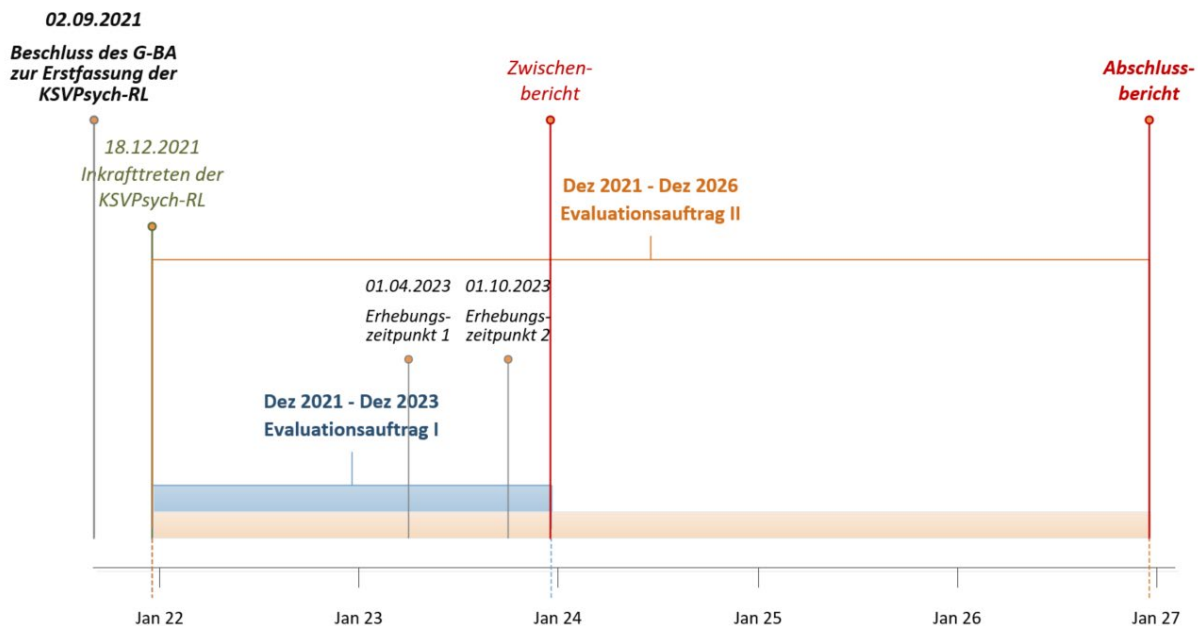 02.09.2021
Beschluss des G-BA
zur Erstfassung der
KSVPsych-RL
18.12.2021
Inkrafttreten der
KSVPsych-RL
Zwischen-
bericht
Abschluss-
bericht
Dez 2021 - Dez 2026
Evaluationsauftrag II
01.04.2023
Erhebungs-
zeitpunkt 1
01.10.2023
Erhebungs-
zeitpunkt 2
Dez 2021 - Dez 2023
Evaluationsauftrag I
Jan 22
Jan 23
Jan 24
Jan 25
Jan 26
Jan 27